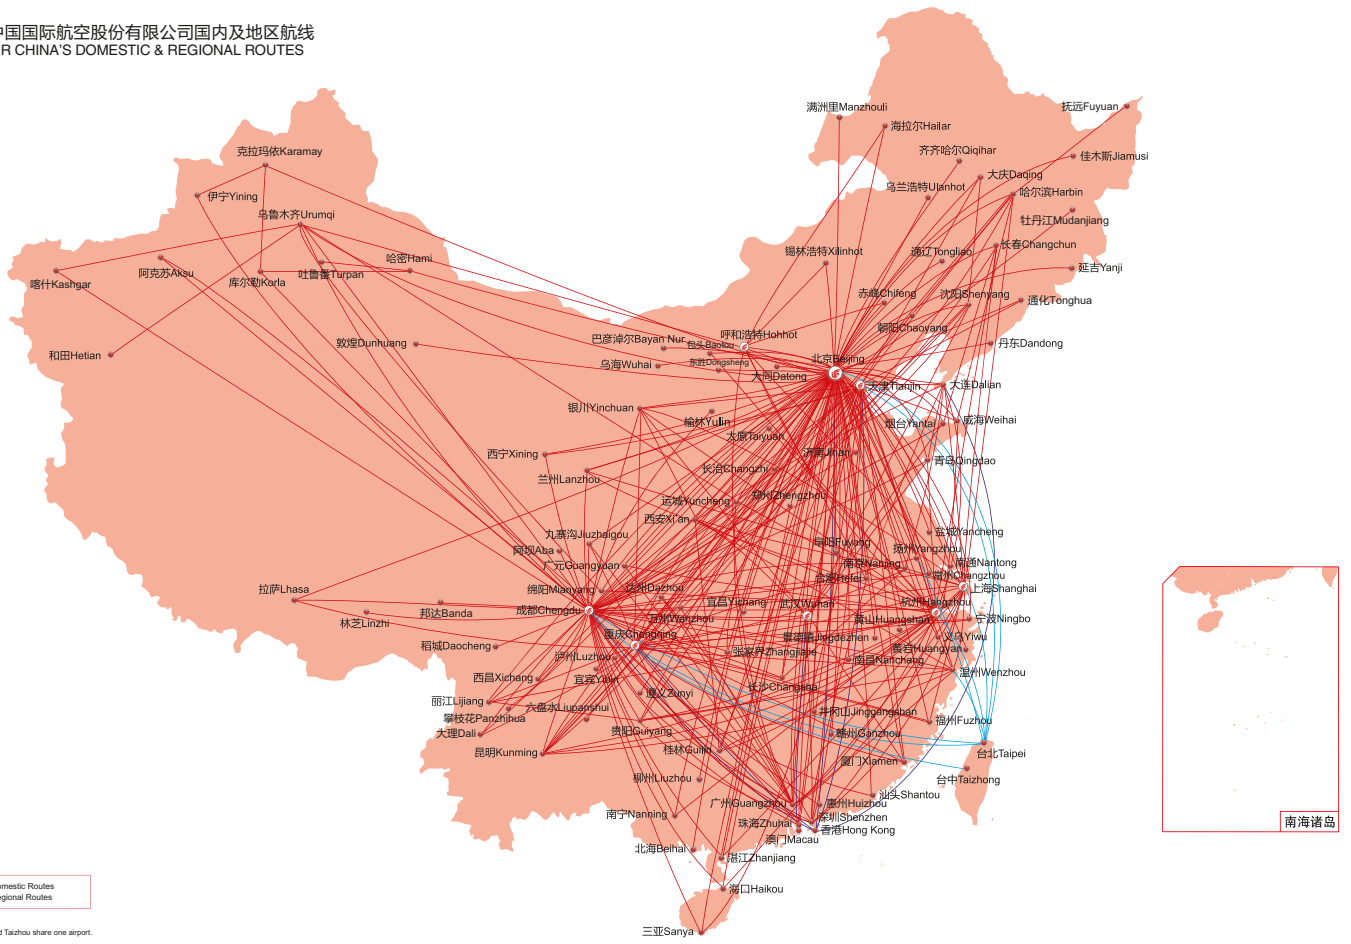 中国国际航空股份有限公司国内及地区航线
R CHINA'S DOMESTIC & REGIONAL ROUTES
满洲里Manzhouli
抚远Fuyuan
海拉尔Hailar
克拉玛依Karamay
齐齐哈尔Qiqihar
佳木斯Jiamusi
大庆Daqing
乌兰浩特Ulanhot
哈尔滨Harbin
伊宁Yining
乌鲁木齐Urumqi
牡丹江Mudanjiang
锡林浩特Xilinhot
通辽Tongliao
长春Changchun
哈密Hami
阿克苏Aksu
吐鲁番Turpan
延吉Yanji
喀什Kashgar
库尔勒Korla
赤峰Chifeng
沈阳Shenyang
通化Tonghua
朝阳Chaoyang
巴彦淖尔Bayan Nur
呼和浩特Hohhot
包头Baotou
敦煌Dunhuang
丹东Dandong
和田Hetian
乌海Wuhai
东胜Dongsheng
北京Beijing
大同Datong
天津Tianjin
大连Dalian
银川Yinchuan
榆林Yulin
烟台Yantai
威海Weihai
太原Taiyuan
西宁Xining
济南Jinan
青岛Qingdao
兰州Lanzhou
长治Changzhi
运城Yuncheng
郑州Zhengzhou
西安Xi'an
九寨沟Jiuzhaigou
阜阳Fuyang
盐城Yancheng
阿坝Aba
扬州Yangzhou
广元Guangyuan
南京Nanjing
南通Nantong
合肥Hefei
常州Changzhou
拉萨Lhasa
绵阳Mianyang
达州Dazhou
上海Shanghai
邦达Banda
成都Chengdu
宜昌Yichang
武汉Wuhan
杭州Hangzhou
林芝Linzhi
万州Wanzhou
黄山Huangshan
宁波Ningbo
重庆Chongqing
景德镇Jingdezhen
义乌Yiwu
稻城Daocheng
张家界Zhangjiajie
黄岩Huangyan
泸州Luzhou
南昌Nanchang
温州Wenzhou
西昌Xichang
宜宾Yibin
长沙Changsha
遵义Zunyi
丽江Lijiang
六盘水Liupanshui
井冈山Jinggangshan
攀枝花Panzhihua
福州Fuzhou
大理Dali
贵阳Guiyang
赣州Ganzhou
昆明Kunming
桂林Guilin
厦门Xiamen
台北Taipei
柳州Liuzhou
台中Taizhong
汕头Shantou
广州Guangzhou
惠州Huizhou
南宁Nanning
深圳Shenzhen
珠海Zhuhai
香港Hong Kong
澳门Macau
北海Beihai
湛江Zhanjiang
海口Haikou
三亚Sanya
南海诸岛
omestic Routes
egional Routes
d Taizhou share one airport.